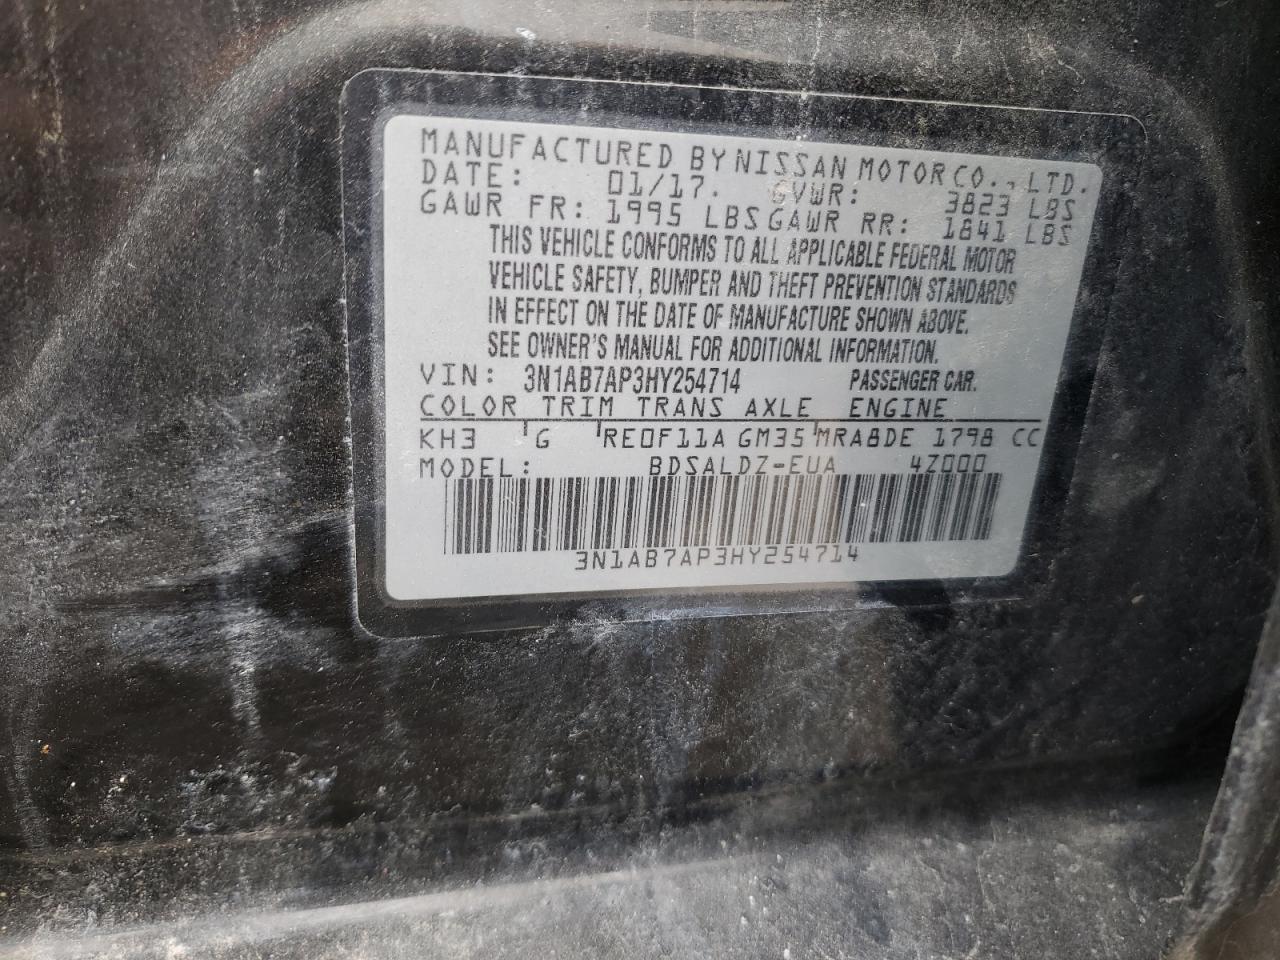 MANUFACTURED BY NISSAN MOTOR CO., LTD.
DATE: 01/17. GVWR: 3823 LBS
GAWR FR: 1995 LBS GAWR RR: 1841 LBS
THIS VEHICLE CONFORMS TO ALL APPLICABLE FEDERAL MOTOR
VEHICLE SAFETY, BUMPER AND THEFT PREVENTION STANDARDS
IN EFFECT ON THE DATE OF MANUFACTURE SHOWN ABOVE.
SEE OWNER'S MANUAL FOR ADDITIONAL INFORMATION.
VIN: 3N1AB7AP3HY254714 PASSENGER CAR.
COLOR TRIM TRANS AXLE ENGINE
KH3 G RE0F11A GM35 MRA8DE 1798 CC
MODEL: BDSALDZ-EUA 4Z000
3N1AB7AP3HY254714